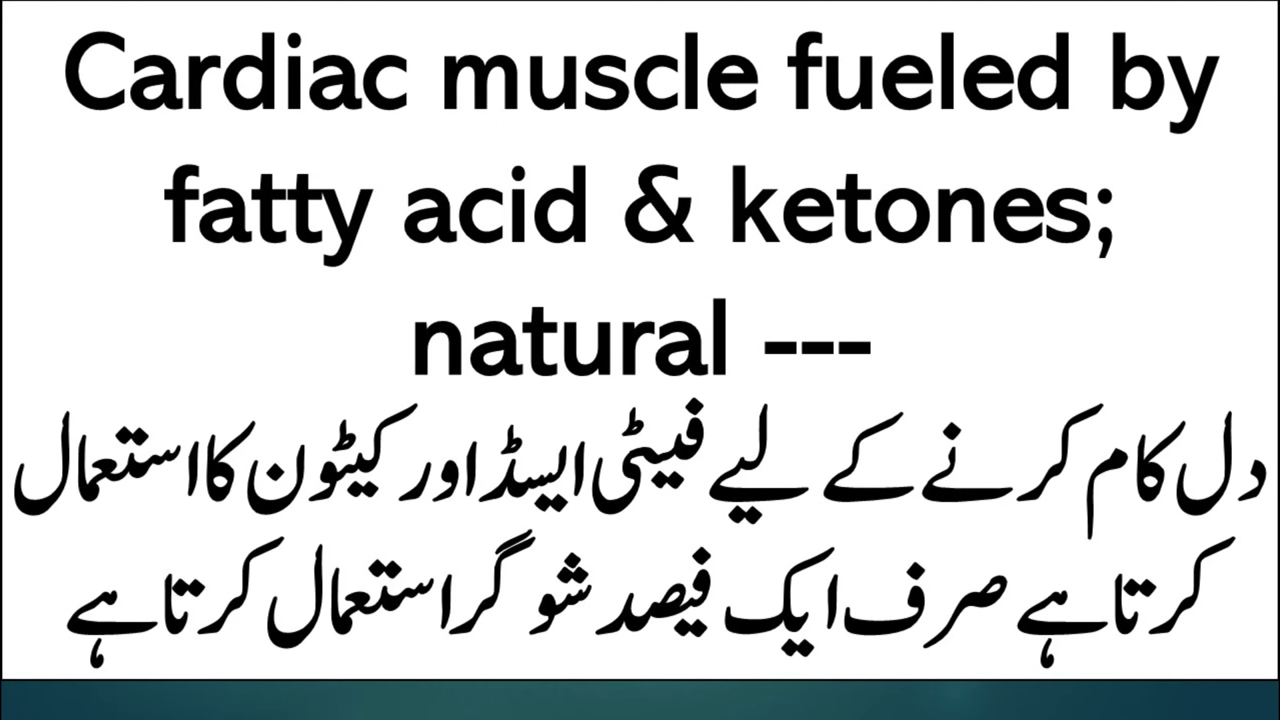 Cardiac muscle fueled by
fatty acid & ketones;
natural ---
دل کام کرنے کے لیے فیٹی ایسڈ اور کیٹون کا استعمال
کرتا ہے صرف ایک فیصد شوگر استعمال کرتا ہے